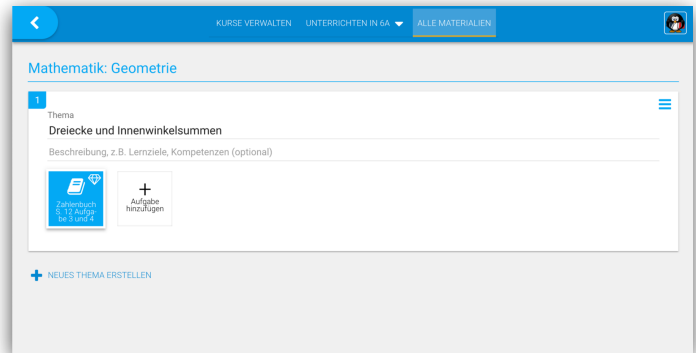 KURSE VERWALTEN UNTERRICHTEN IN 6A ALLE MATERIALIEN
Mathematik: Geometrie
1
Thema
Dreiecke und Innenwinkelsummen
Beschreibung, z.B. Lernziele, Kompetenzen (optional)
Zahlenbuch
S. 12 Aufga-
be 3 und 4
Aufgabe
hinzufügen
NEUES THEMA ERSTELLEN